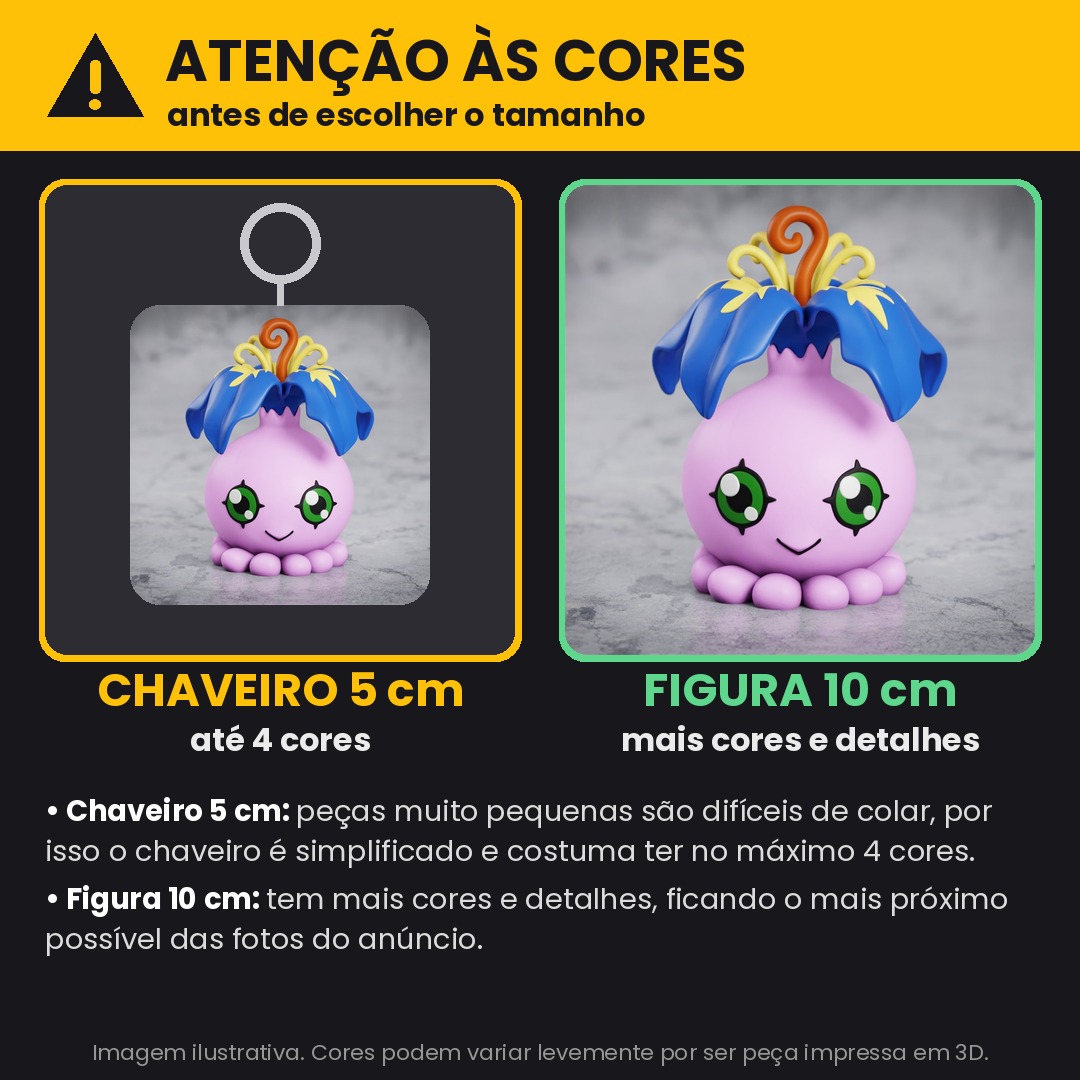 ATENÇÃO ÀS CORES
antes de escolher o tamanho
CHAVEIRO 5 cm
até 4 cores
FIGURA 10 cm
mais cores e detalhes
• Chaveiro 5 cm: peças muito pequenas são difíceis de colar, por
isso o chaveiro é simplificado e costuma ter no máximo 4 cores.
• Figura 10 cm: tem mais cores e detalhes, ficando o mais próximo
possível das fotos do anúncio.
Imagem ilustrativa. Cores podem variar levemente por ser peça impressa em 3D.